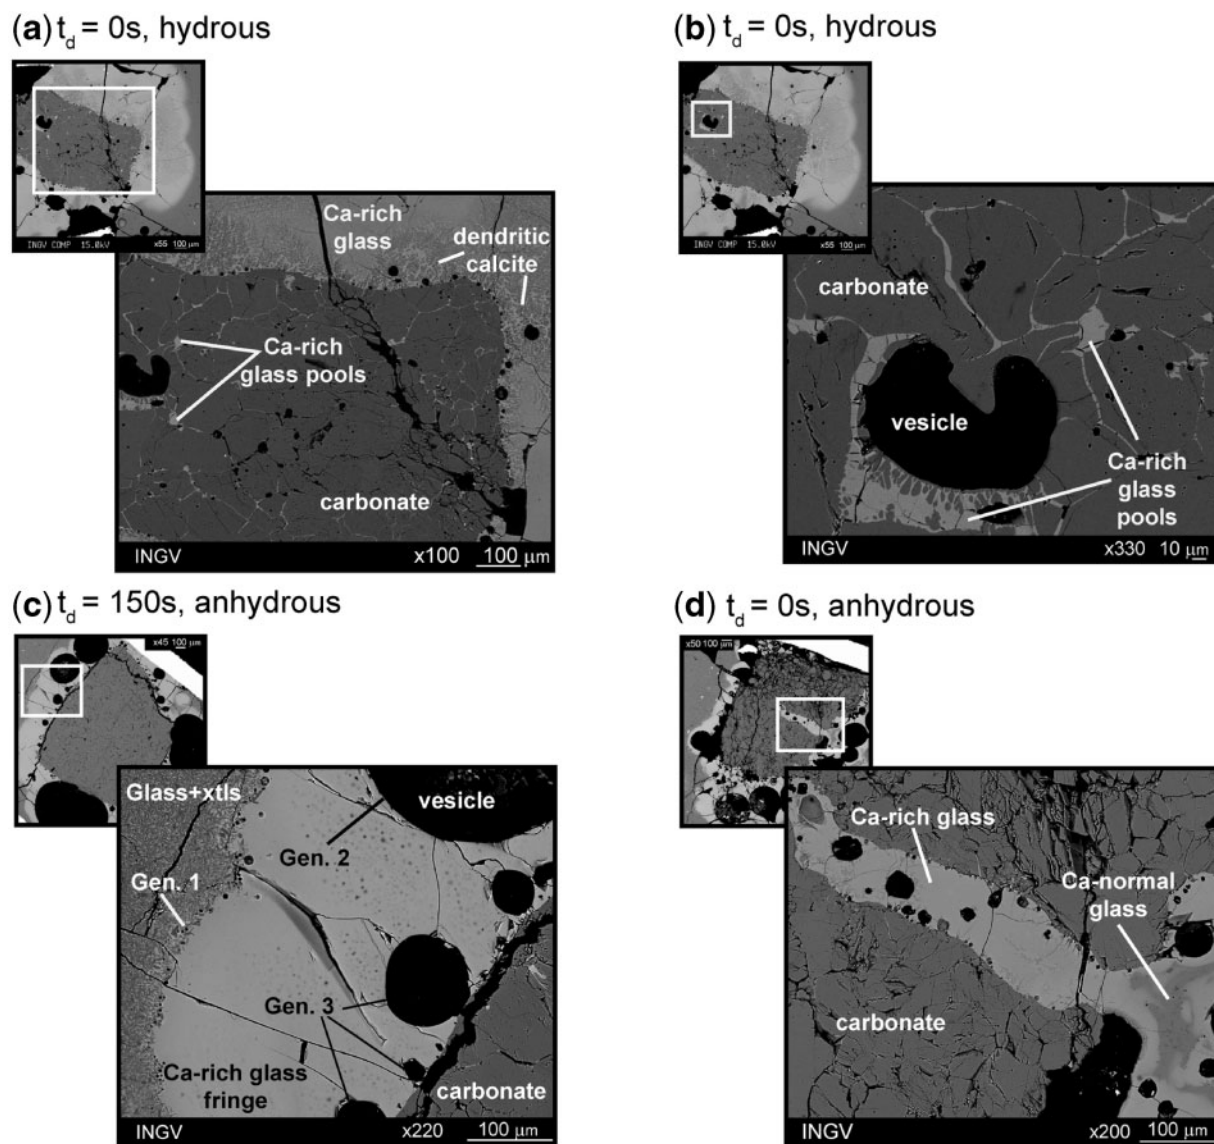 (a) t_d = 0s, hydrous
INGV COMP 15.0kV x55 100 µm
Ca-rich
glass
dendritic
calcite
Ca-rich
glass pools
carbonate
INGV x100 100 µm
(b) t_d = 0s, hydrous
INGV COMP 15.0kV x55 100 µm
carbonate
vesicle
Ca-rich
glass
pools
INGV x330 10 µm
(c) t_d = 150s, anhydrous
x45 100 µm
Glass+xtls
vesicle
Gen. 2
Gen. 1
Gen. 3
Ca-rich glass
fringe
carbonate
INGV x220 100 µm
(d) t_d = 0s, anhydrous
x50 100 µm
Ca-rich glass
Ca-normal
glass
carbonate
INGV x200 100 µm